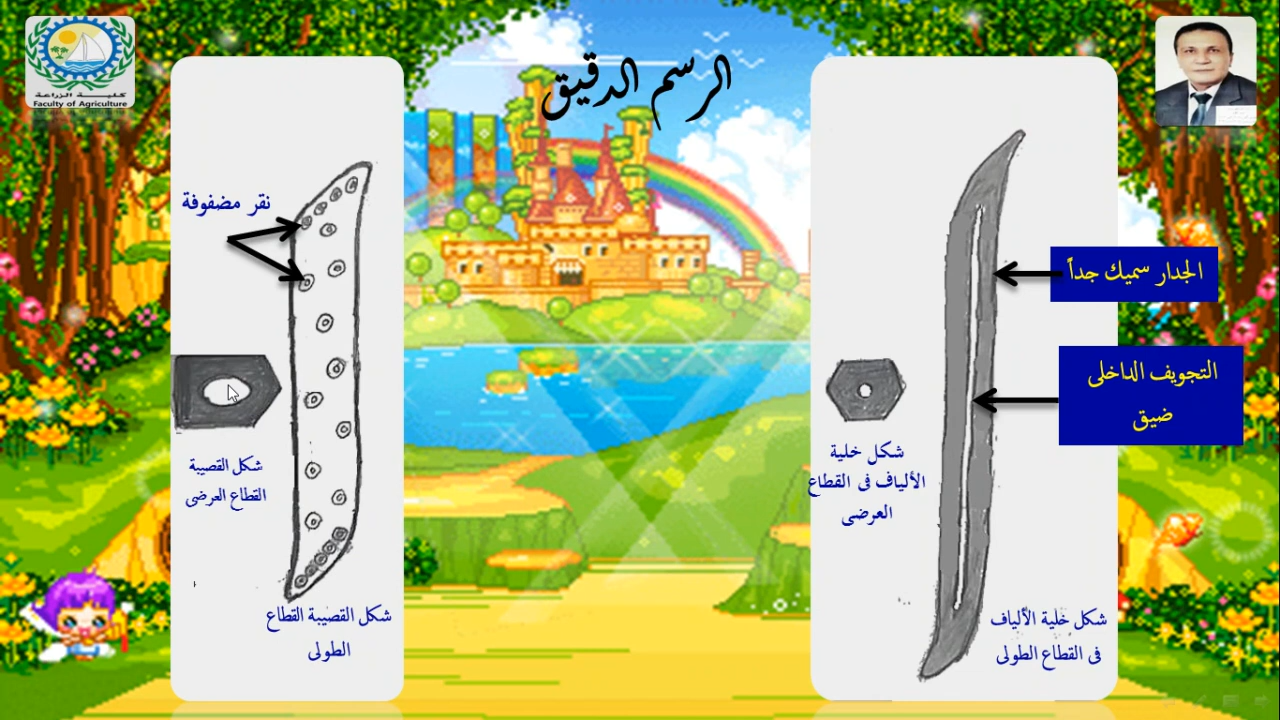 كلية الزراعة
Faculty of Agriculture
الرسم الدقيق
نقر مضفوفة
الجدار سميك جداً
التجويف الداخلى
ضيق
شكل خلية
الألياف فى القطاع
العرضى
شكل القصيبة
القطاع العرضى
شكل القصيبة القطاع
الطولى
شكل خلية الألياف
فى القطاع الطولى